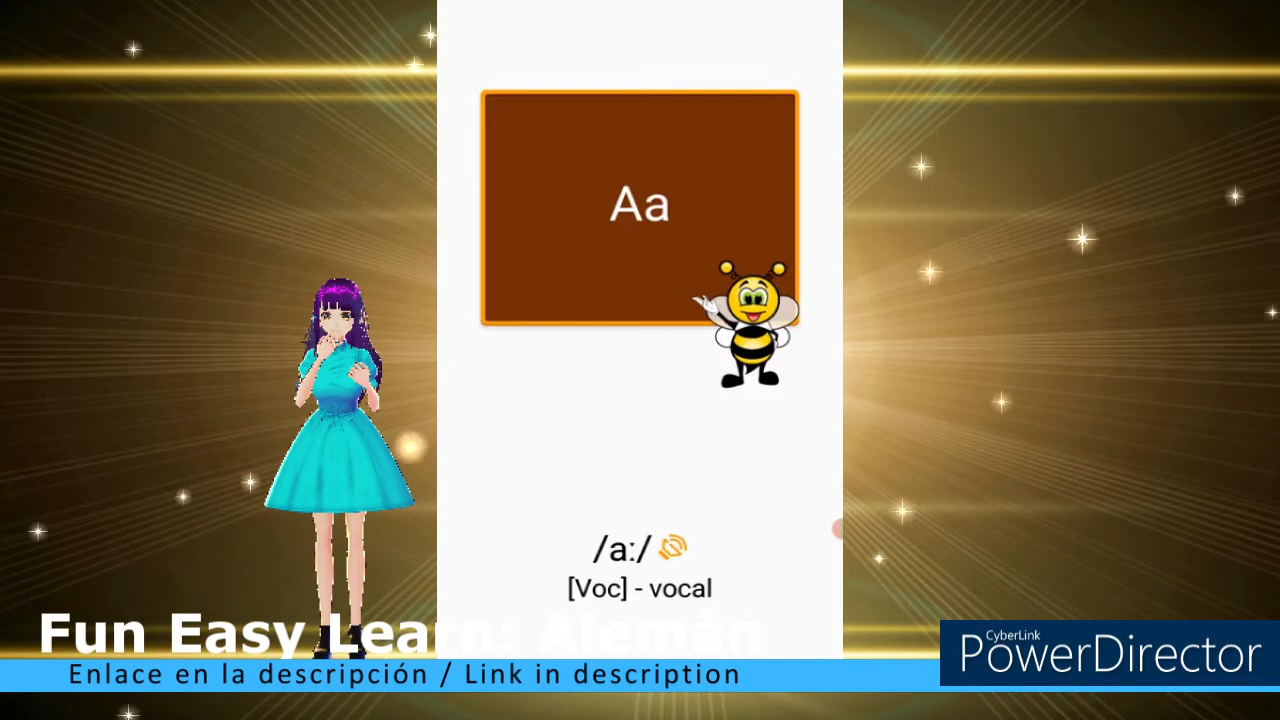 Aa
/a:/
[Voc] - vocal
Fun Easy Learn: Alemán
Enlace en la descripción / Link in description
CyberLink
PowerDirector